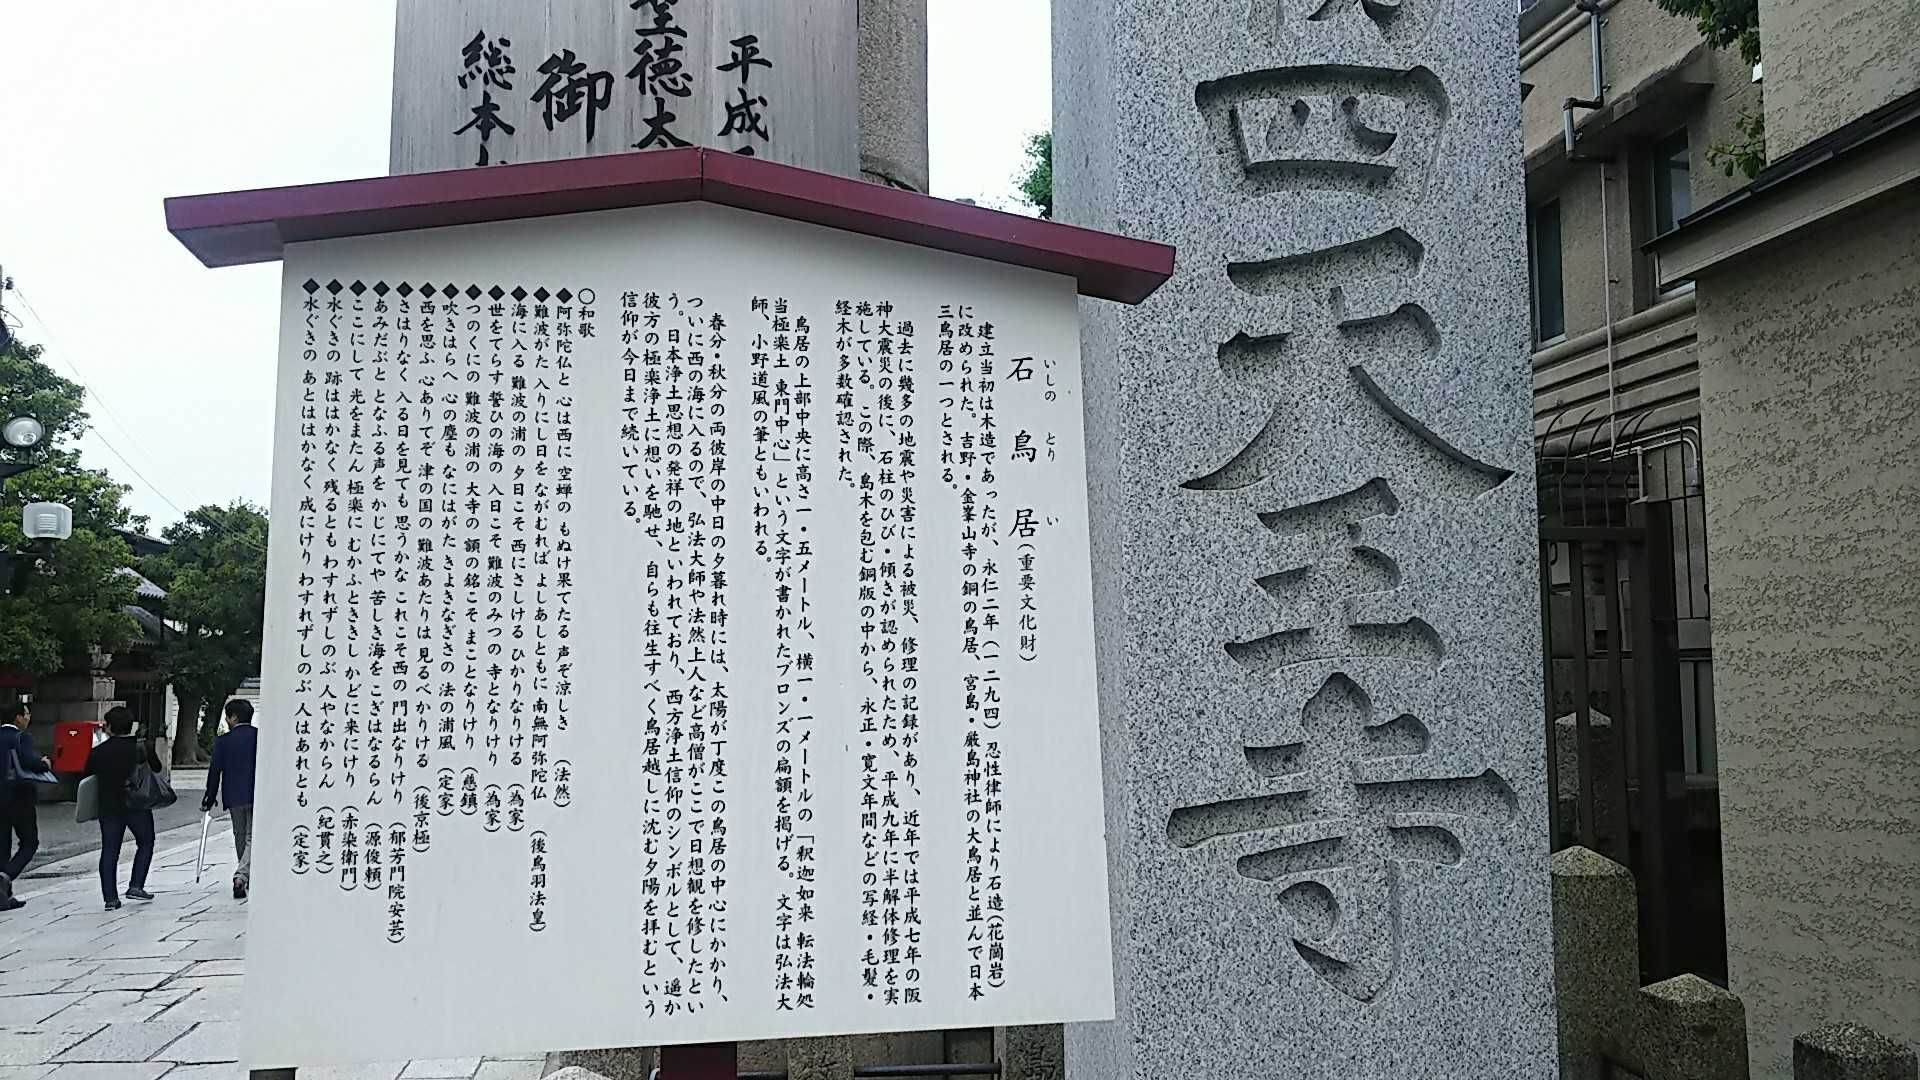 四天王寺
平成
聖徳太
御
総本
いしの とり い
石鳥居(重要文化財)
建立当初は木造であったが、永仁二年(一二九四)忍性律師により石造(花崗岩)
に改められた。吉野・金峯山寺の銅の鳥居、宮島・厳島神社の大鳥居と並んで日本
三鳥居の一つとされる。
過去に幾多の地震や災害による被災、修理の記録があり、近年では平成七年の阪
神大震災の後に、石柱のひび・傾きが認められたため、平成九年に半解体修理を実
施している。この際、島木を包む銅版の中から、永正・寛文年間などの写経・毛髪・
経木が多数確認された。
鳥居の上部中央に高さ一・五メートル、横一・一メートルの「釈迦如来 転法輪処
当極楽土 東門中心」という文字が書かれたブロンズの扁額を掲げる。文字は弘法大
師、小野道風の筆ともいわれる。
春分・秋分の両彼岸の中日の夕暮れ時には、太陽が丁度この鳥居の中心にかかり、
ついに西の海に入るので、弘法大師や法然上人など高僧がここで日想観を修したとい
う。日本浄土思想の発祥の地といわれており、西方浄土信仰のシンボルとして、遥か
彼方の極楽浄土に想いを馳せ、自らも往生すべく鳥居越しに沈む夕陽を拝むという
信仰が今日まで続いている。
○和歌
◆阿弥陀仏と 心は西に 空蝉の もぬけ果てたる 声ぞ涼しき (法然)
◆難波がた 入りにし日を ながむれば よしあしともに 南無阿弥陀仏 (後鳥羽法皇)
◆海に入る 難波の浦の 夕日こそ 西にさしける ひかりなりける (為家)
◆世をてらす 誓ひの海の 入日こそ 難波のみつの 寺となりけり (為家)
◆つのくにの 難波の浦の 大寺の 額の銘こそ まことなりけり (慈鎮)
◆吹きはらへ 心の塵も なにはがた きよきなぎさの 法の浦風 (定家)
◆西を思ふ 心ありてぞ 津の国の 難波あたりは 見るべかりける (後京極)
◆さはりなく 入る日を見ても 思うかな これこそ西の 門出なりけり (郁芳門院安芸)
◆あみだぶと となふる声を かじにてや 苦しき海を こぎはなるらん (源俊頼)
◆ここにして 光をまたん 極楽に むかふとききし かどに来にけり (赤染衛門)
◆水ぐきの 跡ははかなく 残るとも わすれずしのぶ 人やなからん (紀貫之)
◆水ぐきの あとははかなく 成にけり わすれずしのぶ 人はあれとも (定家)